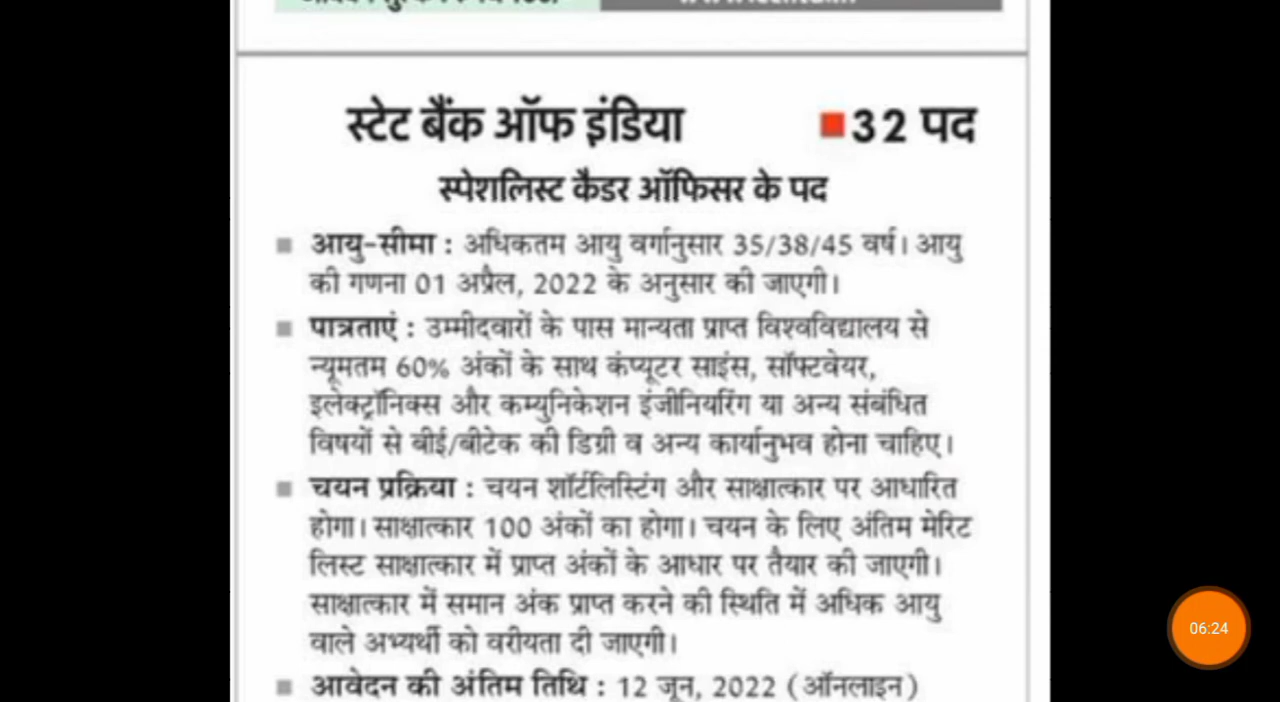 स्टेट बैंक ऑफ इंडिया 32 पद
स्पेशलिस्ट कैडर ऑफिसर के पद
आयु-सीमा : अधिकतम आयु वर्गानुसार 35/38/45 वर्ष। आयु
की गणना 01 अप्रैल, 2022 के अनुसार की जाएगी।
पात्रताएं : उम्मीदवारों के पास मान्यता प्राप्त विश्वविद्यालय से
न्यूमतम 60% अंकों के साथ कंप्यूटर साइंस, सॉफ्टवेयर,
इलेक्ट्रॉनिक्स और कम्युनिकेशन इंजीनियरिंग या अन्य संबंधित
विषयों से बीई/बीटेक की डिग्री व अन्य कार्यानुभव होना चाहिए।
चयन प्रक्रिया : चयन शॉर्टलिस्टिंग और साक्षात्कार पर आधारित
होगा। साक्षात्कार 100 अंकों का होगा। चयन के लिए अंतिम मेरिट
लिस्ट साक्षात्कार में प्राप्त अंकों के आधार पर तैयार की जाएगी।
साक्षात्कार में समान अंक प्राप्त करने की स्थिति में अधिक आयु
वाले अभ्यर्थी को वरीयता दी जाएगी।
आवेदन की अंतिम तिथि : 12 जून, 2022 (ऑनलाइन)
06:24